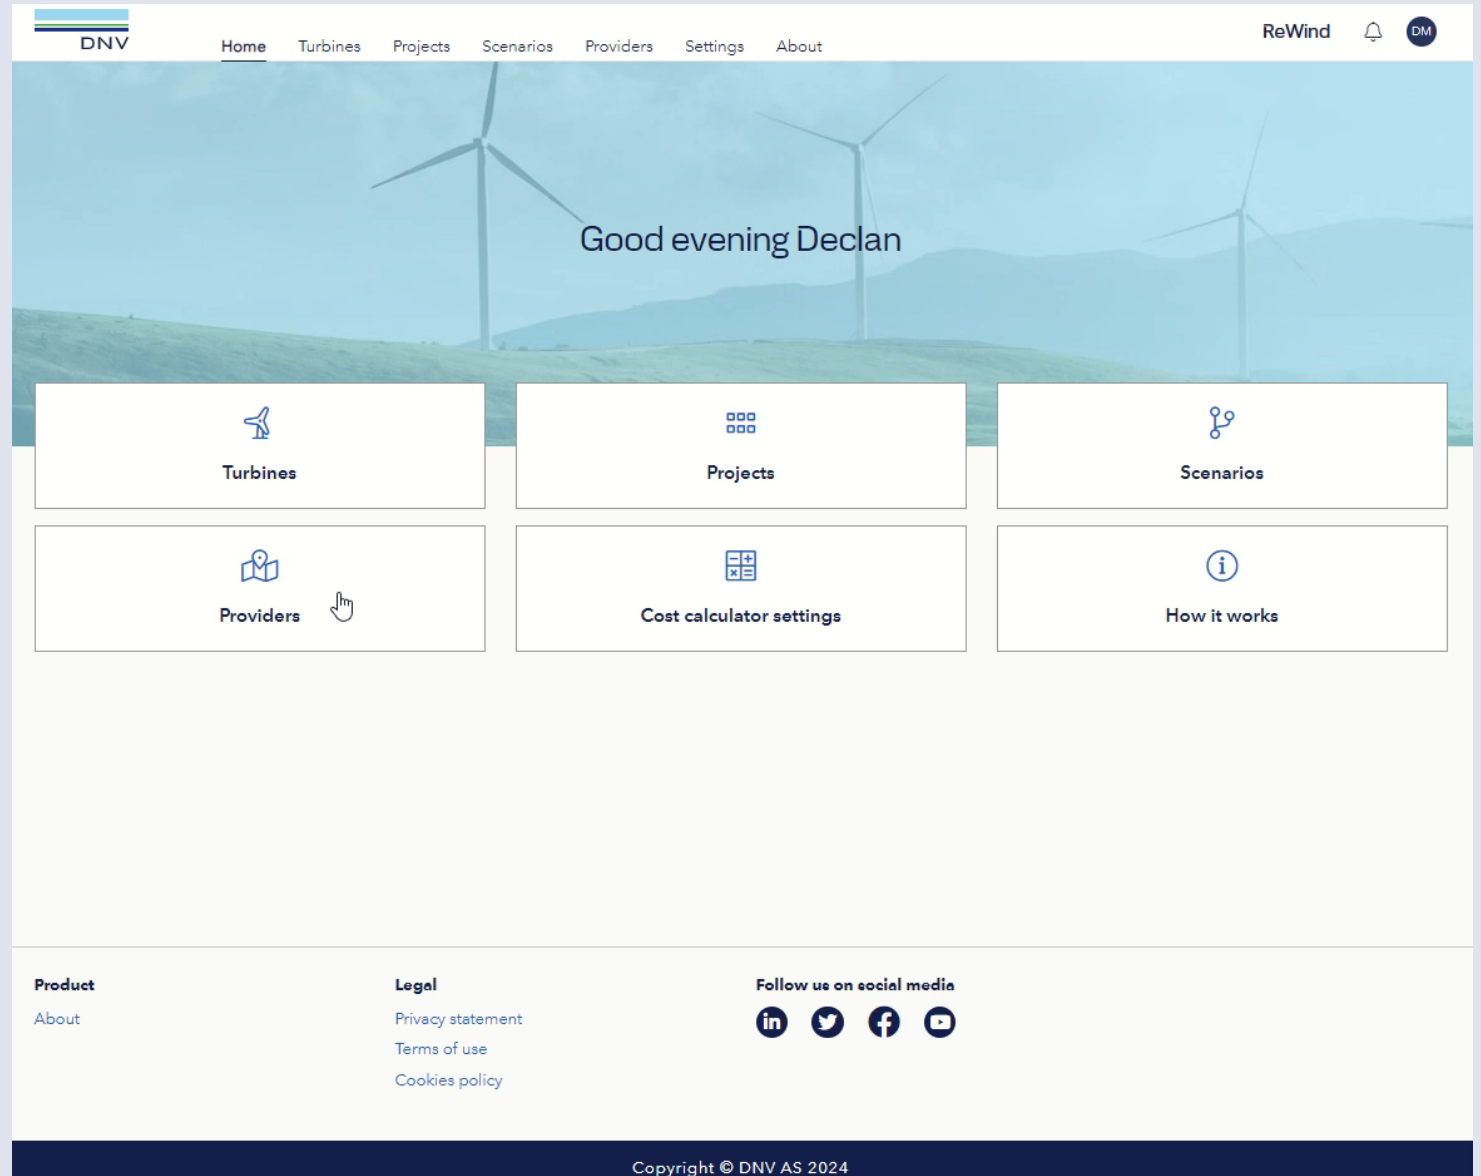 DNV
Home Turbines Projects Scenarios Providers Settings About
ReWind
DM
Good evening Declan
Turbines
Projects
Scenarios
Providers
Cost calculator settings
How it works
Product
About
Legal
Privacy statement
Terms of use
Cookies policy
Follow us on social media
in
Copyright © DNV AS 2024